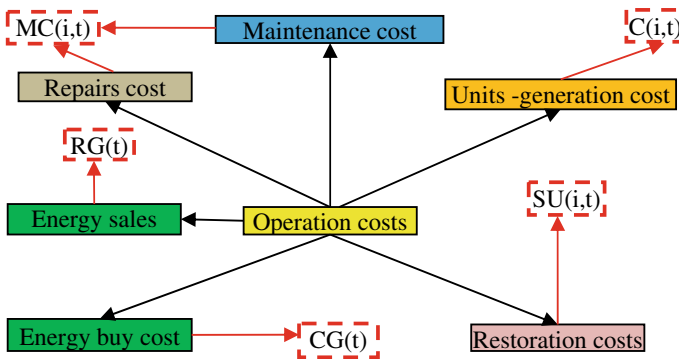 MC(i,t)
Maintenance cost
C(i,t)
Repairs cost
Units -generation cost
RG(t)
Energy sales
Operation costs
SU(i,t)
Energy buy cost
CG(t)
Restoration costs